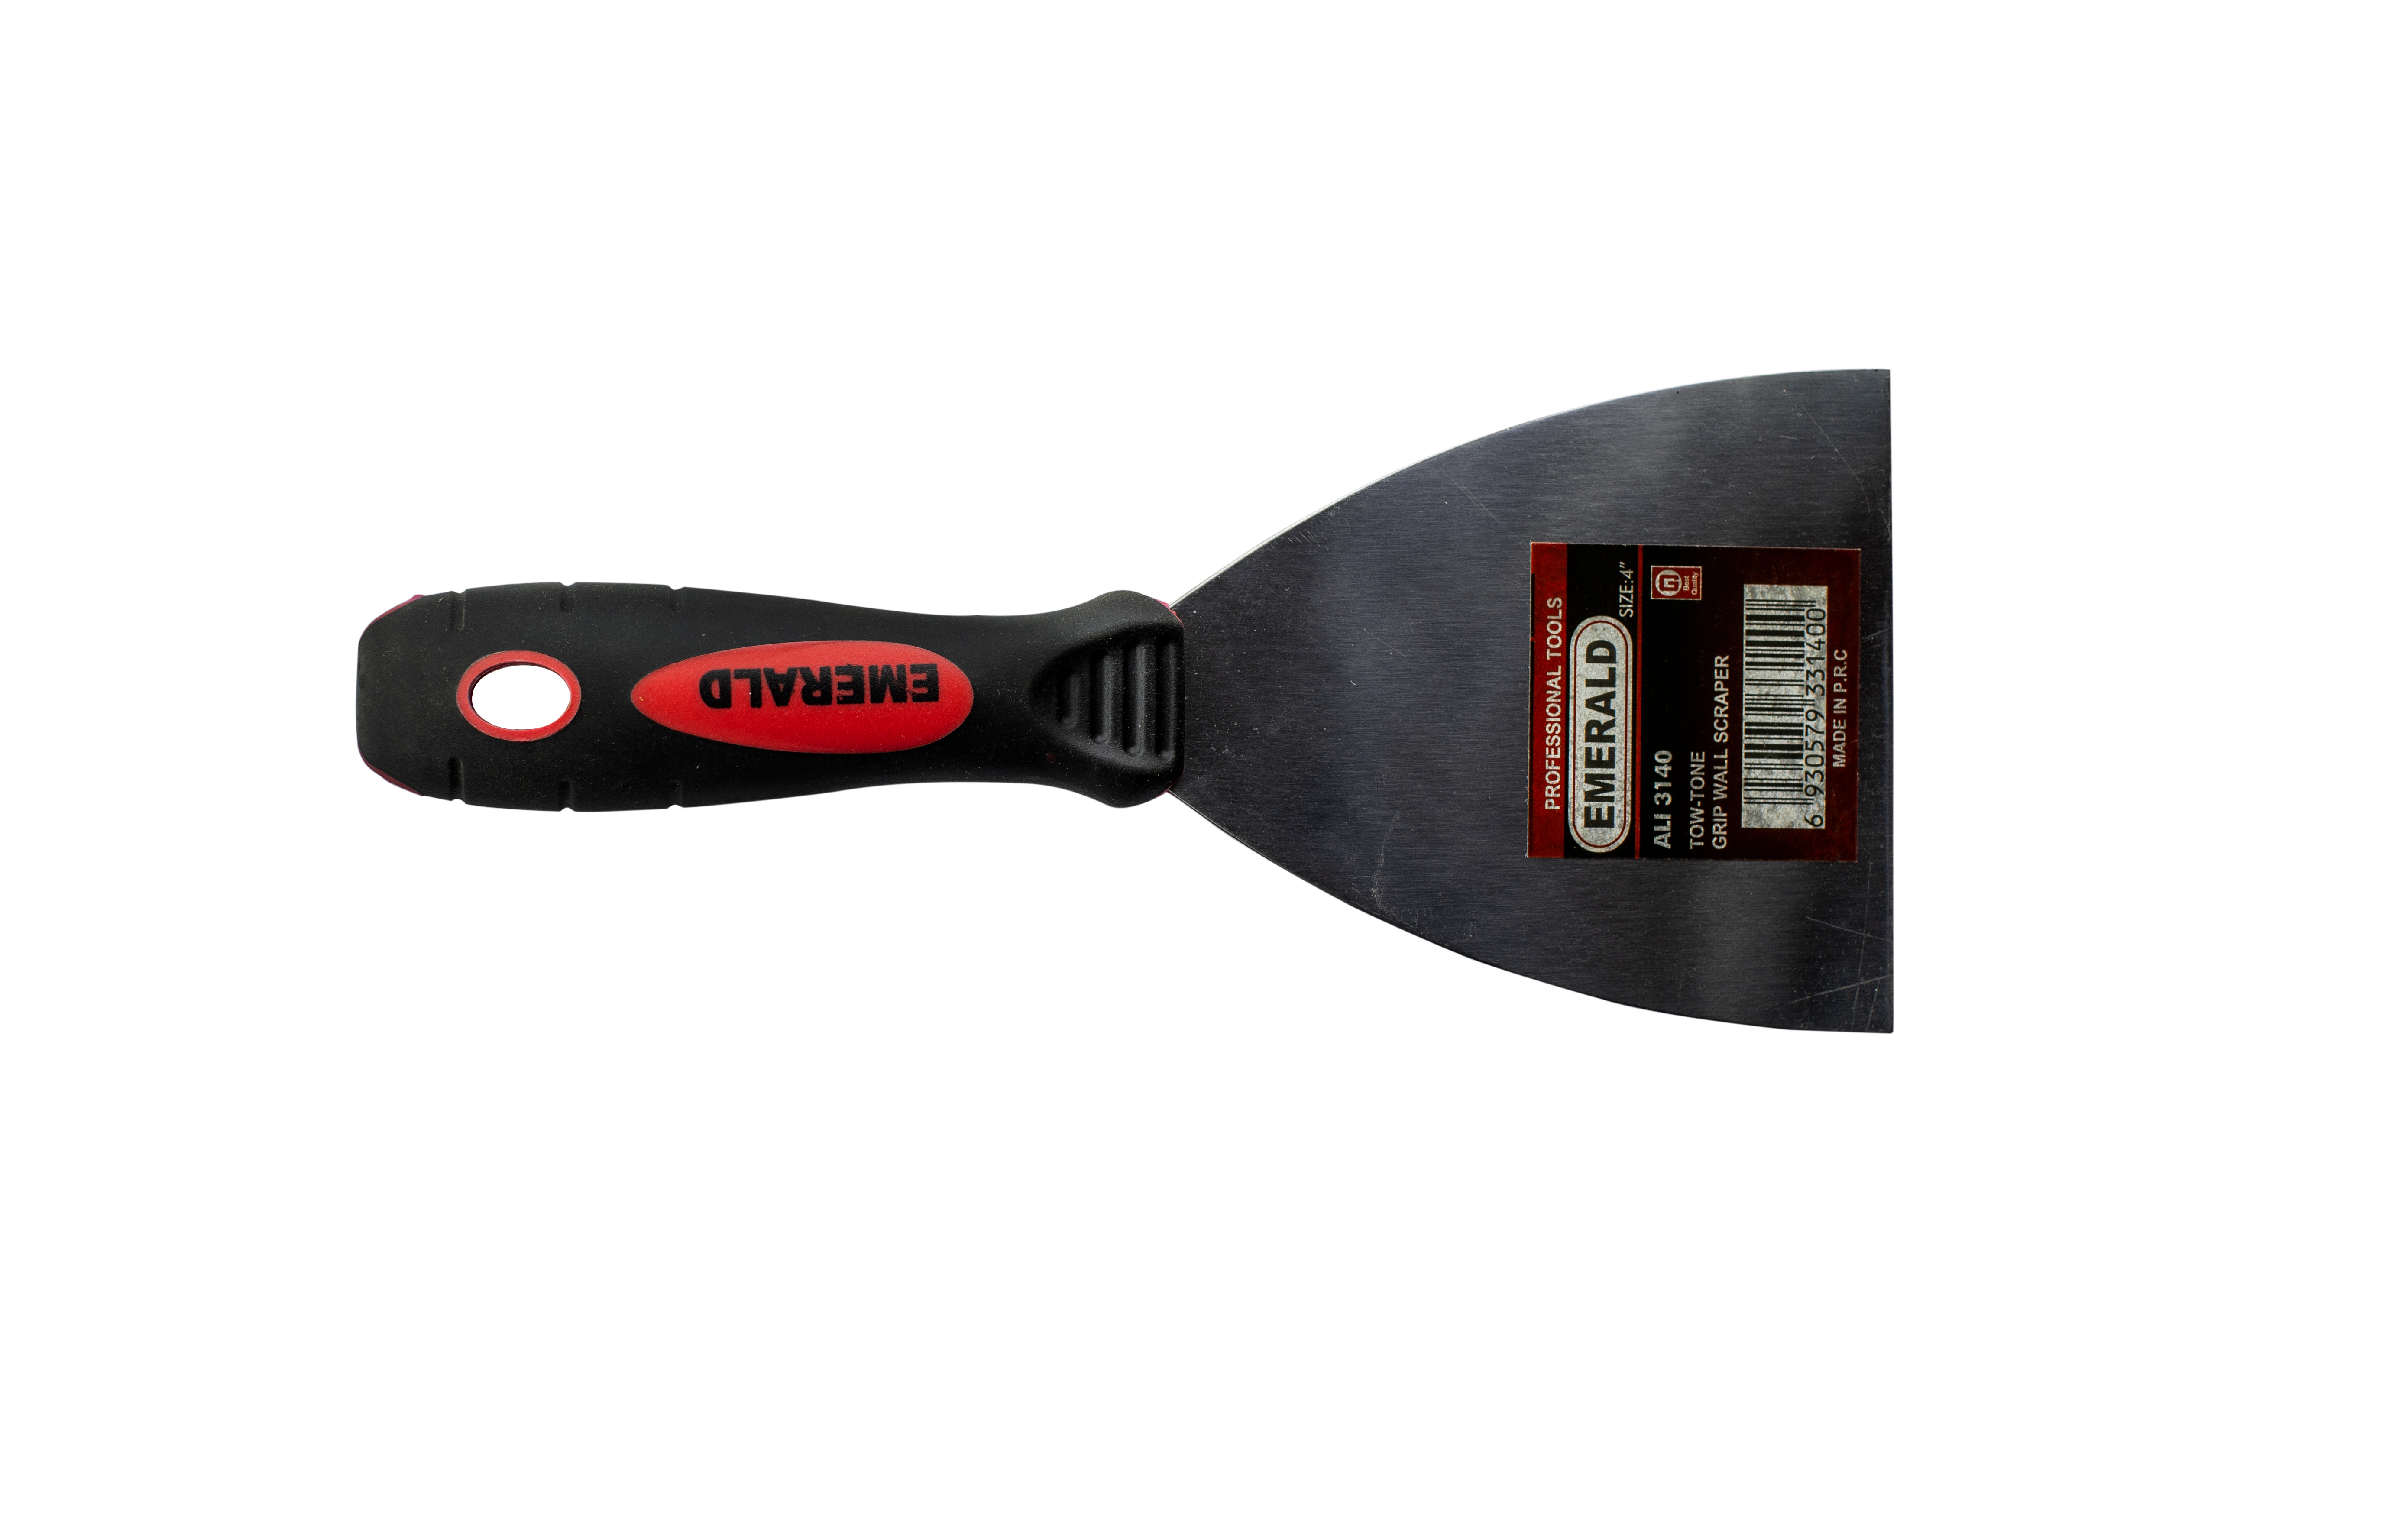 EMERALD
PROFESSIONAL TOOLS
EMERALD
SIZE:4"
ALI 3140
Best
Quality
TOW-TONE
GRIP WALL SCRAPER
6 930579 331400
MADE IN P.R.C